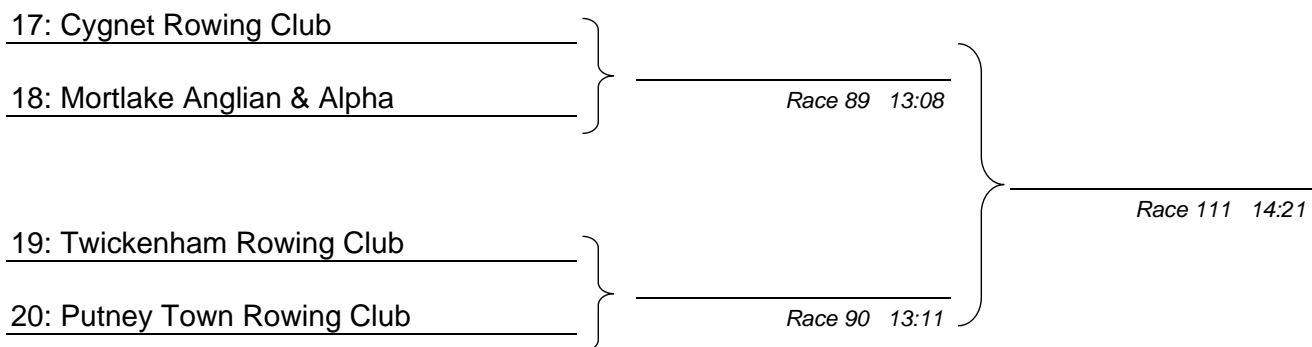 17: Cygnet Rowing Club
18: Mortlake Anglian & Alpha
Race 89 13:08
Race 111 14:21
19: Twickenham Rowing Club
20: Putney Town Rowing Club
Race 90 13:11